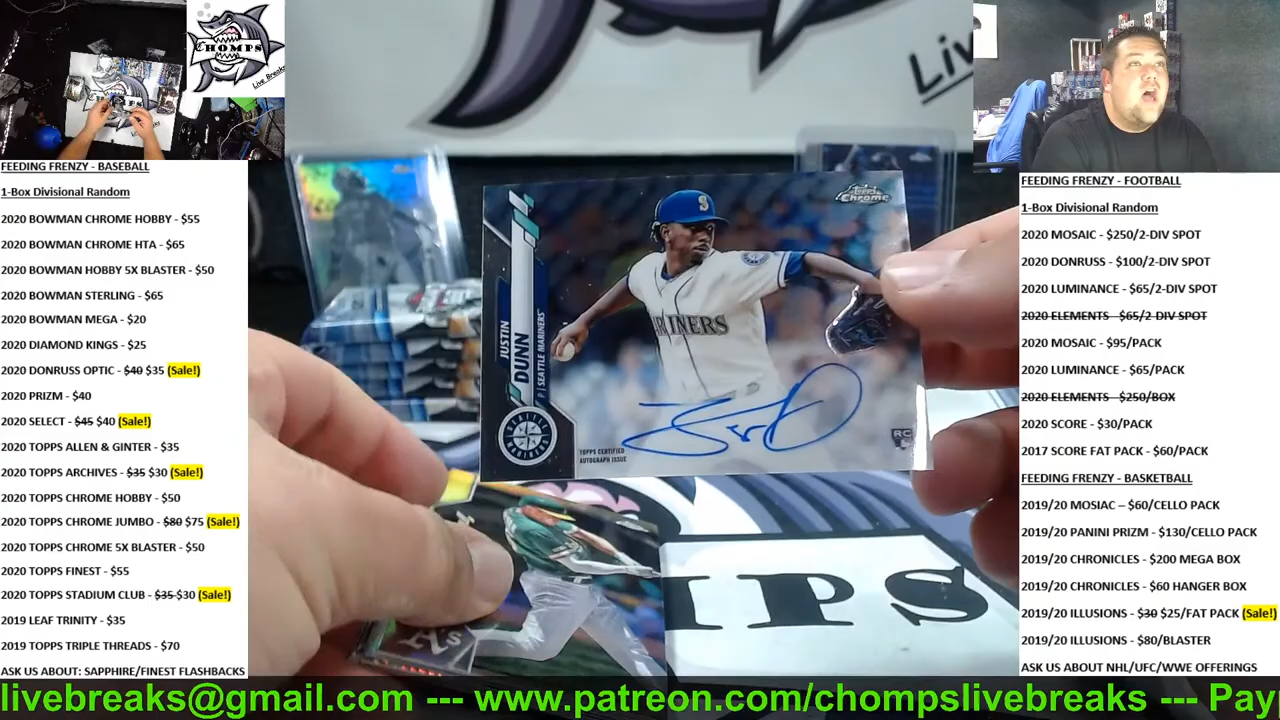 CHOMPS
Live Breaks
FEEDING FRENZY - BASEBALL
1-Box Divisional Random
2020 BOWMAN CHROME HOBBY - $55
2020 BOWMAN CHROME HTA - $65
2020 BOWMAN HOBBY 5X BLASTER - $50
2020 BOWMAN STERLING - $65
2020 BOWMAN MEGA - $20
2020 DIAMOND KINGS - $25
2020 DONRUSS OPTIC - $40 $35 (Sale!)
2020 PRIZM - $40
2020 SELECT - $45 $40 (Sale!)
2020 TOPPS ALLEN & GINTER - $35
2020 TOPPS ARCHIVES - $35 $30 (Sale!)
2020 TOPPS CHROME HOBBY - $50
2020 TOPPS CHROME JUMBO - $80 $75 (Sale!)
2020 TOPPS CHROME 5X BLASTER - $50
2020 TOPPS FINEST - $55
2020 TOPPS STADIUM CLUB - $35 $30 (Sale!)
2019 LEAF TRINITY - $35
2019 TOPPS TRIPLE THREADS - $70
ASK US ABOUT: SAPPHIRE/FINEST FLASHBACKS
Liv
Topps Chrome
S
MARINERS
JUSTIN
DUNN
P | SEATTLE MARINERS
SEATTLE MARINERS
TOPPS CERTIFIED
AUTOGRAPH ISSUE
RC
A's
IPS
FEEDING FRENZY - FOOTBALL
1-Box Divisional Random
2020 MOSAIC - $250/2-DIV SPOT
2020 DONRUSS - $100/2-DIV SPOT
2020 LUMINANCE - $65/2-DIV SPOT
2020 ELEMENTS - $65/2-DIV SPOT
2020 MOSAIC - $95/PACK
2020 LUMINANCE - $65/PACK
2020 ELEMENTS - $250/BOX
2020 SCORE - $30/PACK
2017 SCORE FAT PACK - $60/PACK
FEEDING FRENZY - BASKETBALL
2019/20 MOSIAC – $60/CELLO PACK
2019/20 PANINI PRIZM - $130/CELLO PACK
2019/20 CHRONICLES - $200 MEGA BOX
2019/20 CHRONICLES - $60 HANGER BOX
2019/20 ILLUSIONS - $30 $25/FAT PACK (Sale!)
2019/20 ILLUSIONS - $80/BLASTER
ASK US ABOUT NHL/UFC/WWE OFFERINGS
livebreaks@gmail.com --- www.patreon.com/chompslivebreaks --- Pay